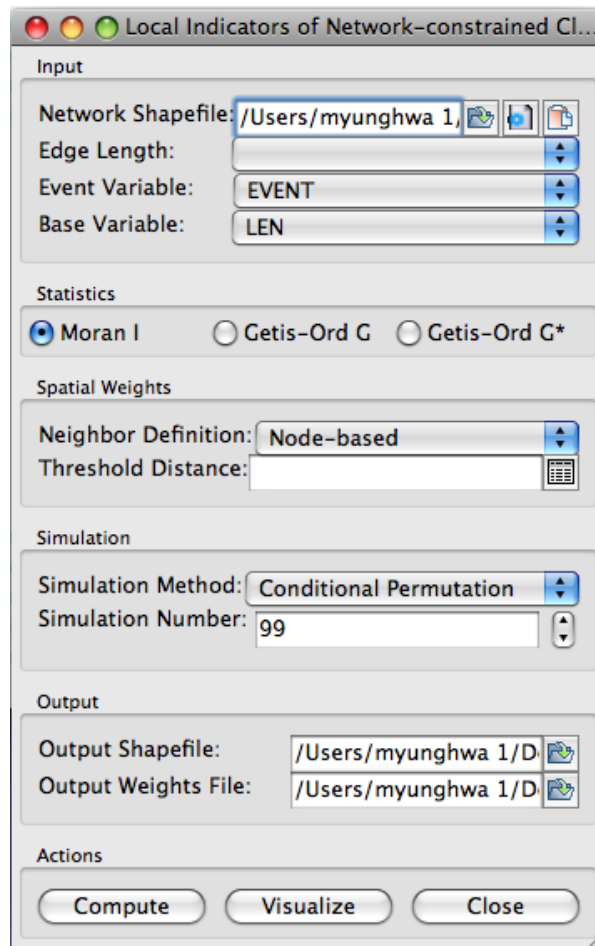 Local Indicators of Network-constrained Cl...
Input
Network Shapefile: /Users/myunghwa 1/
Edge Length:
Event Variable: EVENT
Base Variable: LEN
Statistics
Moran I Getis-Ord G Getis-Ord G*
Spatial Weights
Neighbor Definition: Node-based
Threshold Distance:
Simulation
Simulation Method: Conditional Permutation
Simulation Number: 99
Output
Output Shapefile: /Users/myunghwa 1/D
Output Weights File: /Users/myunghwa 1/D
Actions
Compute Visualize Close